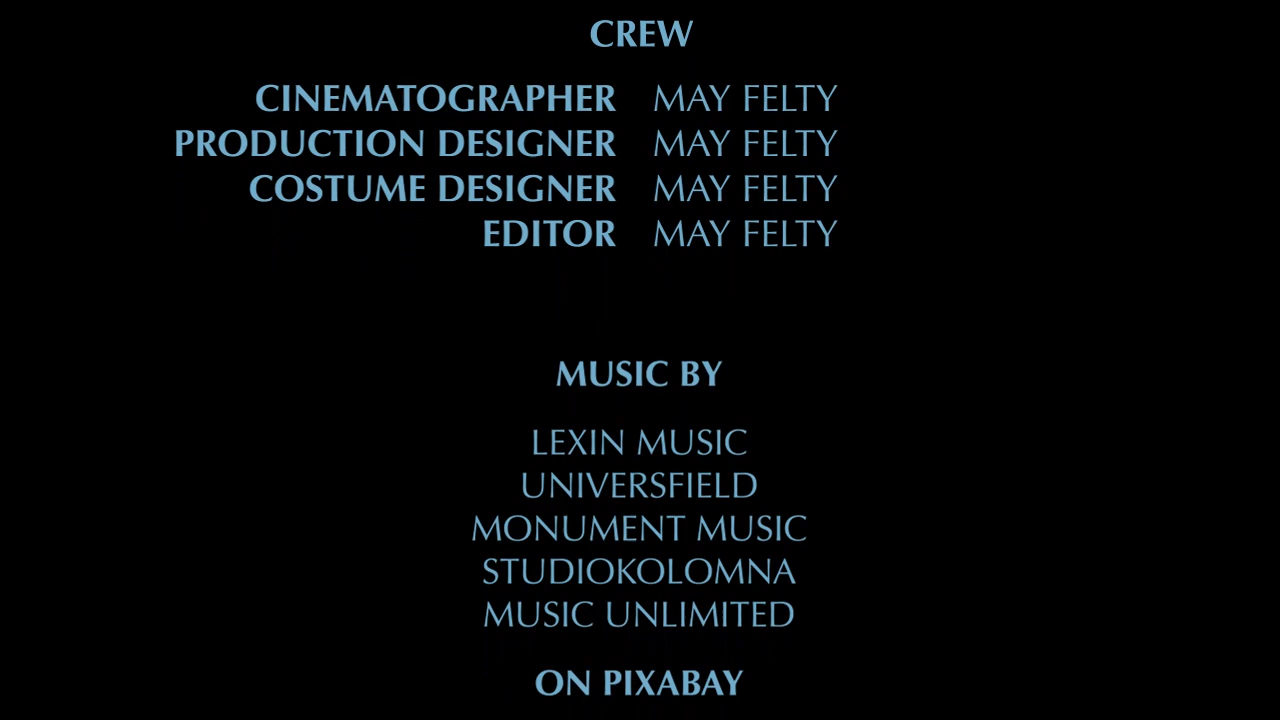 CREW
CINEMATOGRAPHER MAY FELTY
PRODUCTION DESIGNER MAY FELTY
COSTUME DESIGNER MAY FELTY
EDITOR MAY FELTY
MUSIC BY
LEXIN MUSIC
UNIVERSFIELD
MONUMENT MUSIC
STUDIOKOLOMNA
MUSIC UNLIMITED
ON PIXABAY